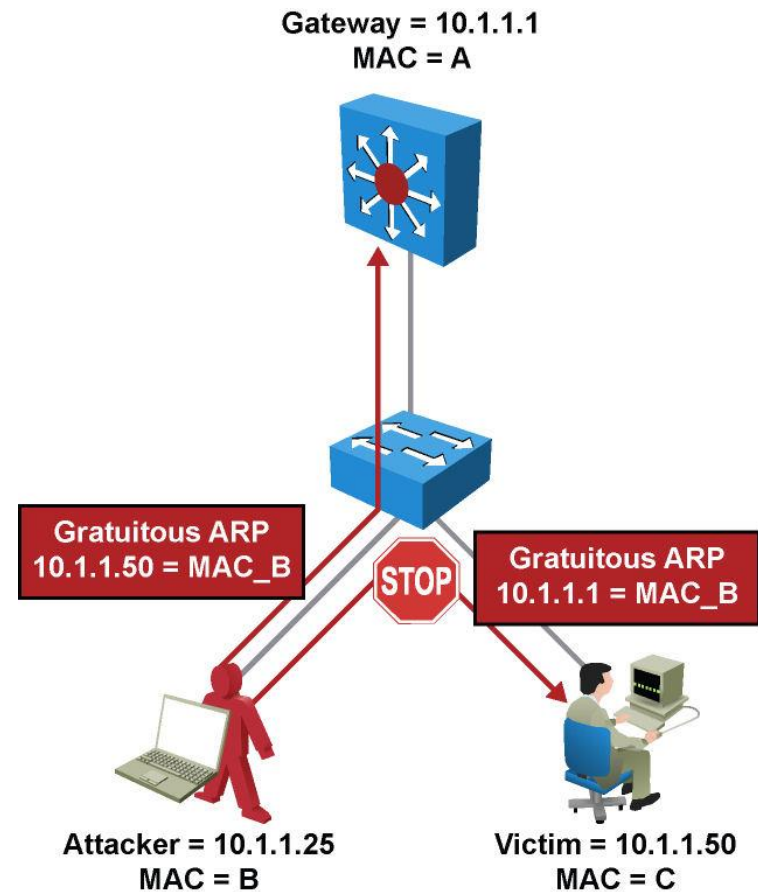 Gateway = 10.1.1.1
MAC = A
Gratuitous ARP
10.1.1.50 = MAC_B
STOP
Gratuitous ARP
10.1.1.1 = MAC_B
Attacker = 10.1.1.25
MAC = B
Victim = 10.1.1.50
MAC = C